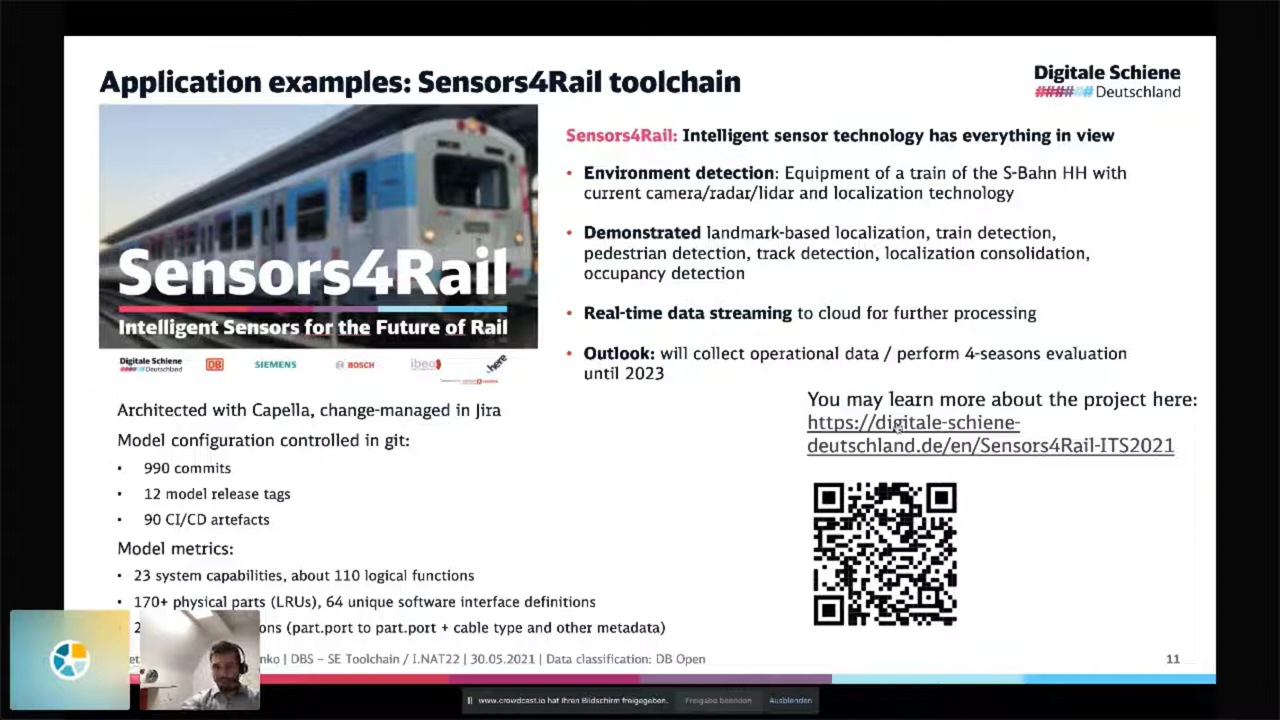 Application examples: Sensors4Rail toolchain
Digitale Schiene
####### Deutschland
Sensors4Rail
Intelligent Sensors for the Future of Rail
Digitale Schiene
Deutschland
DB
SIEMENS
BOSCH
ibeo
here
Sensors4Rail: Intelligent sensor technology has everything in view
• Environment detection: Equipment of a train of the S-Bahn HH with
current camera/radar/lidar and localization technology
• Demonstrated landmark-based localization, train detection,
pedestrian detection, track detection, localization consolidation,
occupancy detection
• Real-time data streaming to cloud for further processing
• Outlook: will collect operational data / perform 4-seasons evaluation
until 2023
You may learn more about the project here:
https://digitale-schiene-
deutschland.de/en/Sensors4Rail-ITS2021
Architected with Capella, change-managed in Jira
Model configuration controlled in git:
• 990 commits
• 12 model release tags
• 90 CI/CD artefacts
Model metrics:
• 23 system capabilities, about 110 logical functions
• 170+ physical parts (LRUs), 64 unique software interface definitions
(part.port to part.port + cable type and other metadata)
| DBS – SE Toolchain / I.NAT22 | 30.05.2021 | Data classification: DB Open
11
www.crowdcast.io hat Ihren Bildschirm freigegeben.
Freigabe beenden
Ausblenden